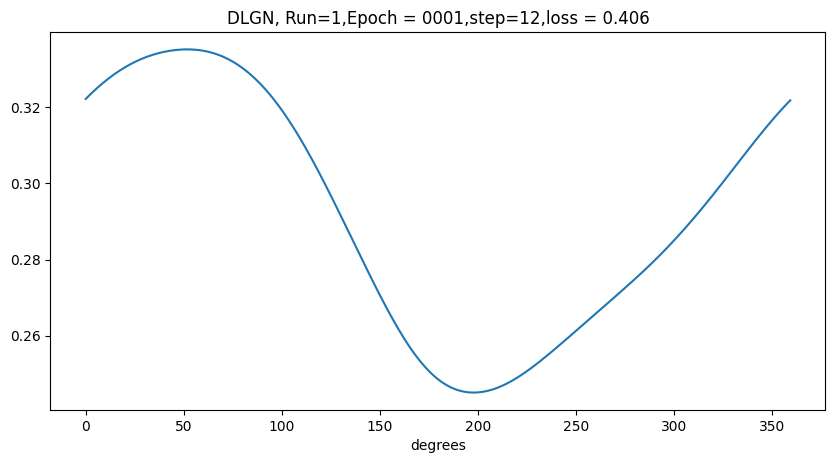 DLGN, Run=1,Epoch = 0001,step=12,loss = 0.406
0.32
0.30
0.28
0.26
0 50 100 150 200 250 300 350
degrees